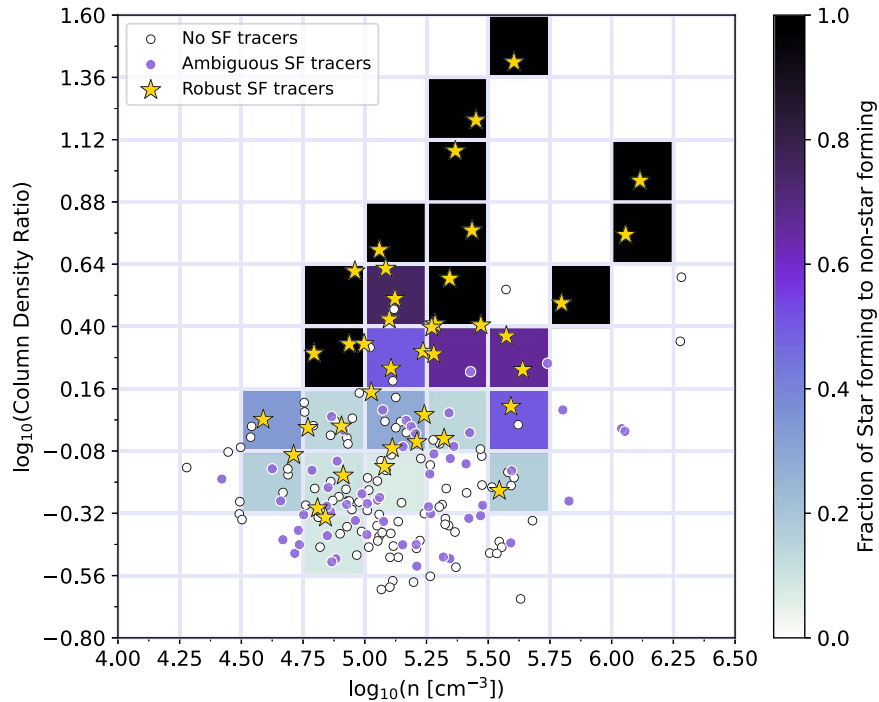 No SF tracers
Ambiguous SF tracers
Robust SF tracers
1.60
1.36
1.12
0.88
0.64
0.40
0.16
−0.08
−0.32
−0.56
−0.80
log₁₀(Column Density Ratio)
4.00 4.25 4.50 4.75 5.00 5.25 5.50 5.75 6.00 6.25 6.50
log₁₀(n [cm⁻³])
1.0
0.8
0.6
0.4
0.2
0.0
Fraction of Star forming to non-star forming